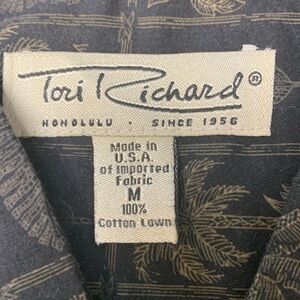 Tori Richard®
HONOLULU · SINCE 1956
Made in
U.S.A.
of Imported
Fabric
M
100%
Cotton Lawn